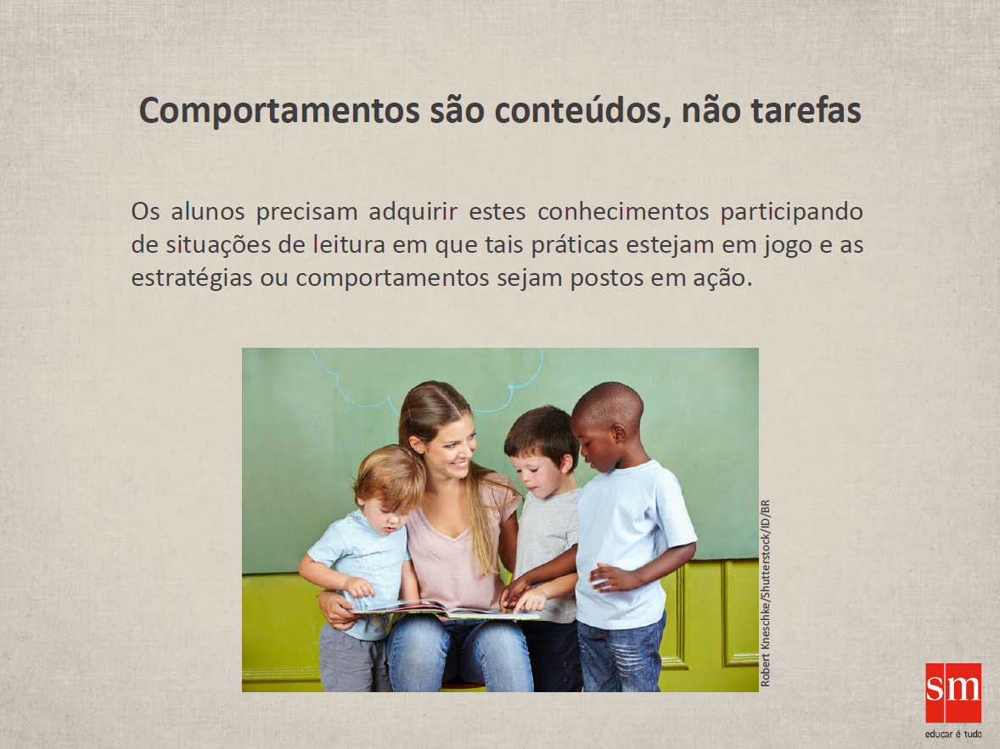 Comportamentos são conteúdos, não tarefas
Os alunos precisam adquirir estes conhecimentos participando
de situações de leitura em que tais práticas estejam em jogo e as
estratégias ou comportamentos sejam postos em ação.
Robert Kneschke/Shutterstock/ID/BR
sm
educar é tudo